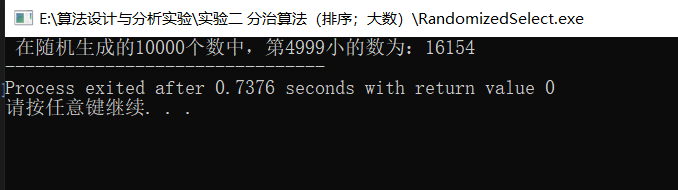 E:\算法设计与分析实验\实验二 分治算法（排序；大数）\RandomizedSelect.exe
在随机生成的10000个数中，第4999小的数为：16154
--------------------------------
Process exited after 0.7376 seconds with return value 0
请按任意键继续. . .